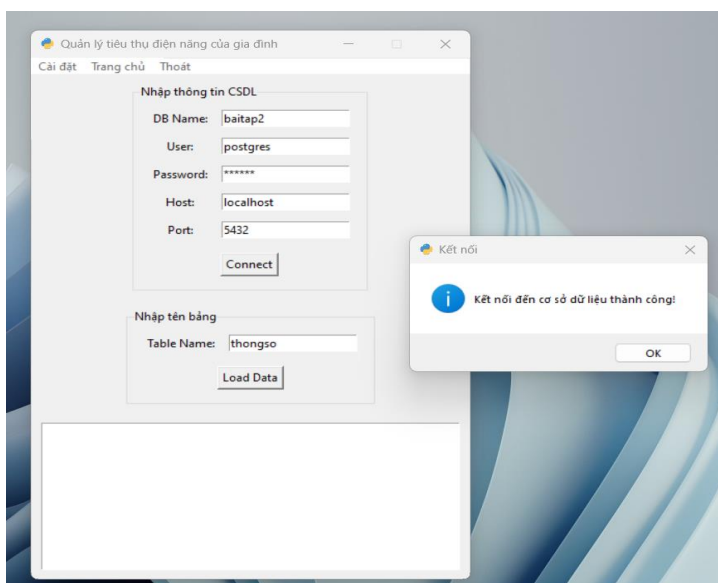 Quản lý tiêu thụ điện năng của gia đình
Cài đặt Trang chủ Thoát
Nhập thông tin CSDL
DB Name: baitap2
User: postgres
Password: ******
Host: localhost
Port: 5432
Connect
Nhập tên bảng
Table Name: thongso
Load Data
Kết nối
Kết nối đến cơ sở dữ liệu thành công!
OK